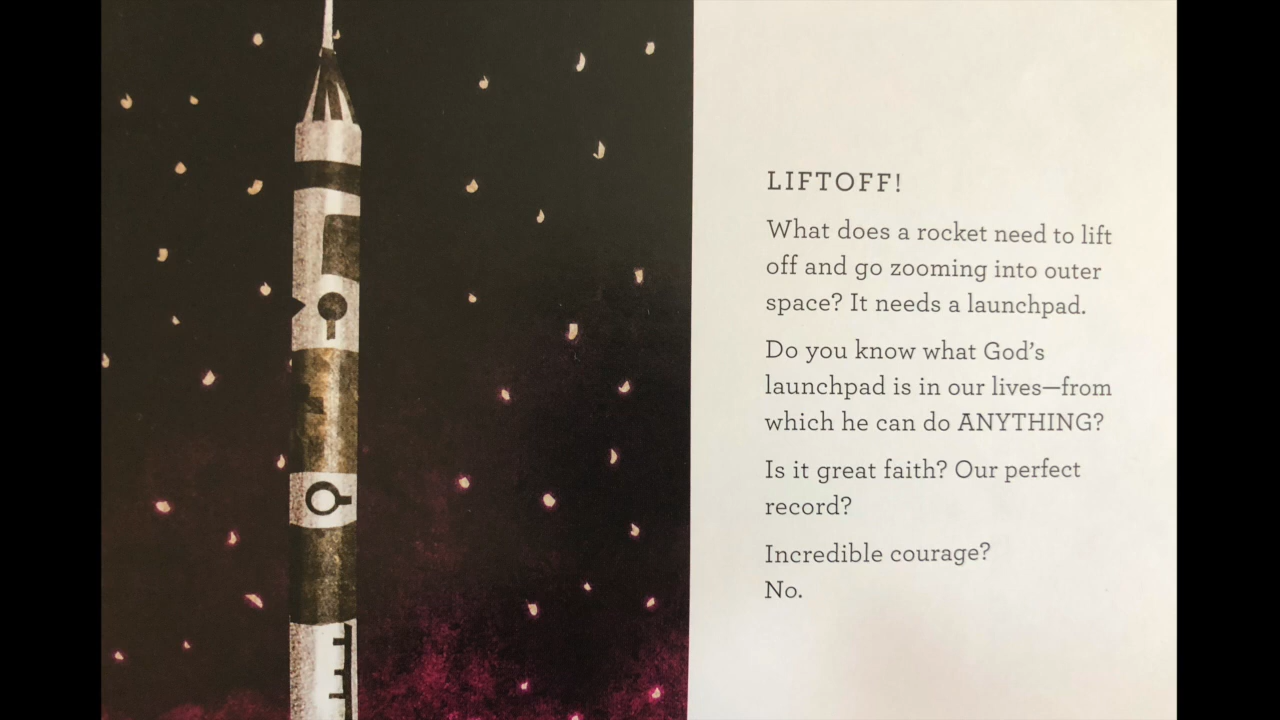 LIFTOFF!
What does a rocket need to lift
off and go zooming into outer
space? It needs a launchpad.
Do you know what God's
launchpad is in our lives—from
which he can do ANYTHING?
Is it great faith? Our perfect
record?
Incredible courage?
No.